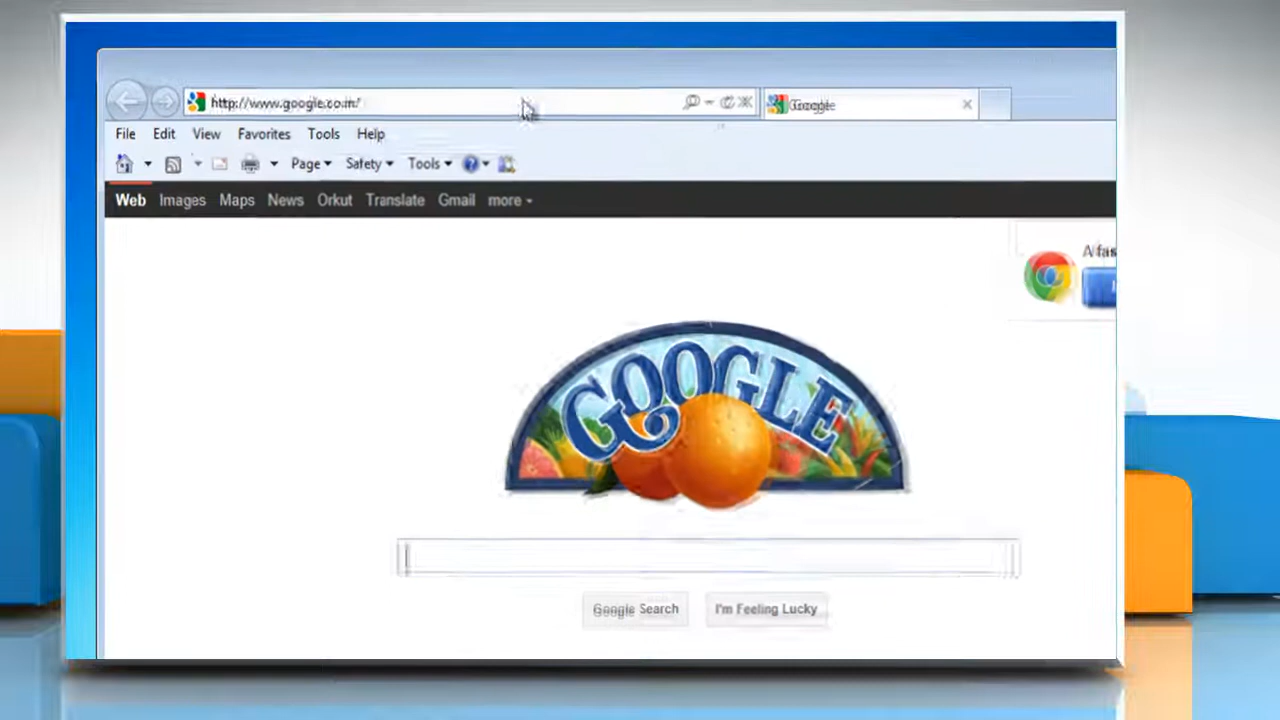 http://www.google.co.in/
Google
File Edit View Favorites Tools Help
Page Safety Tools
Web Images Maps News Orkut Translate Gmail more
GOOGLE
Google Search I'm Feeling Lucky